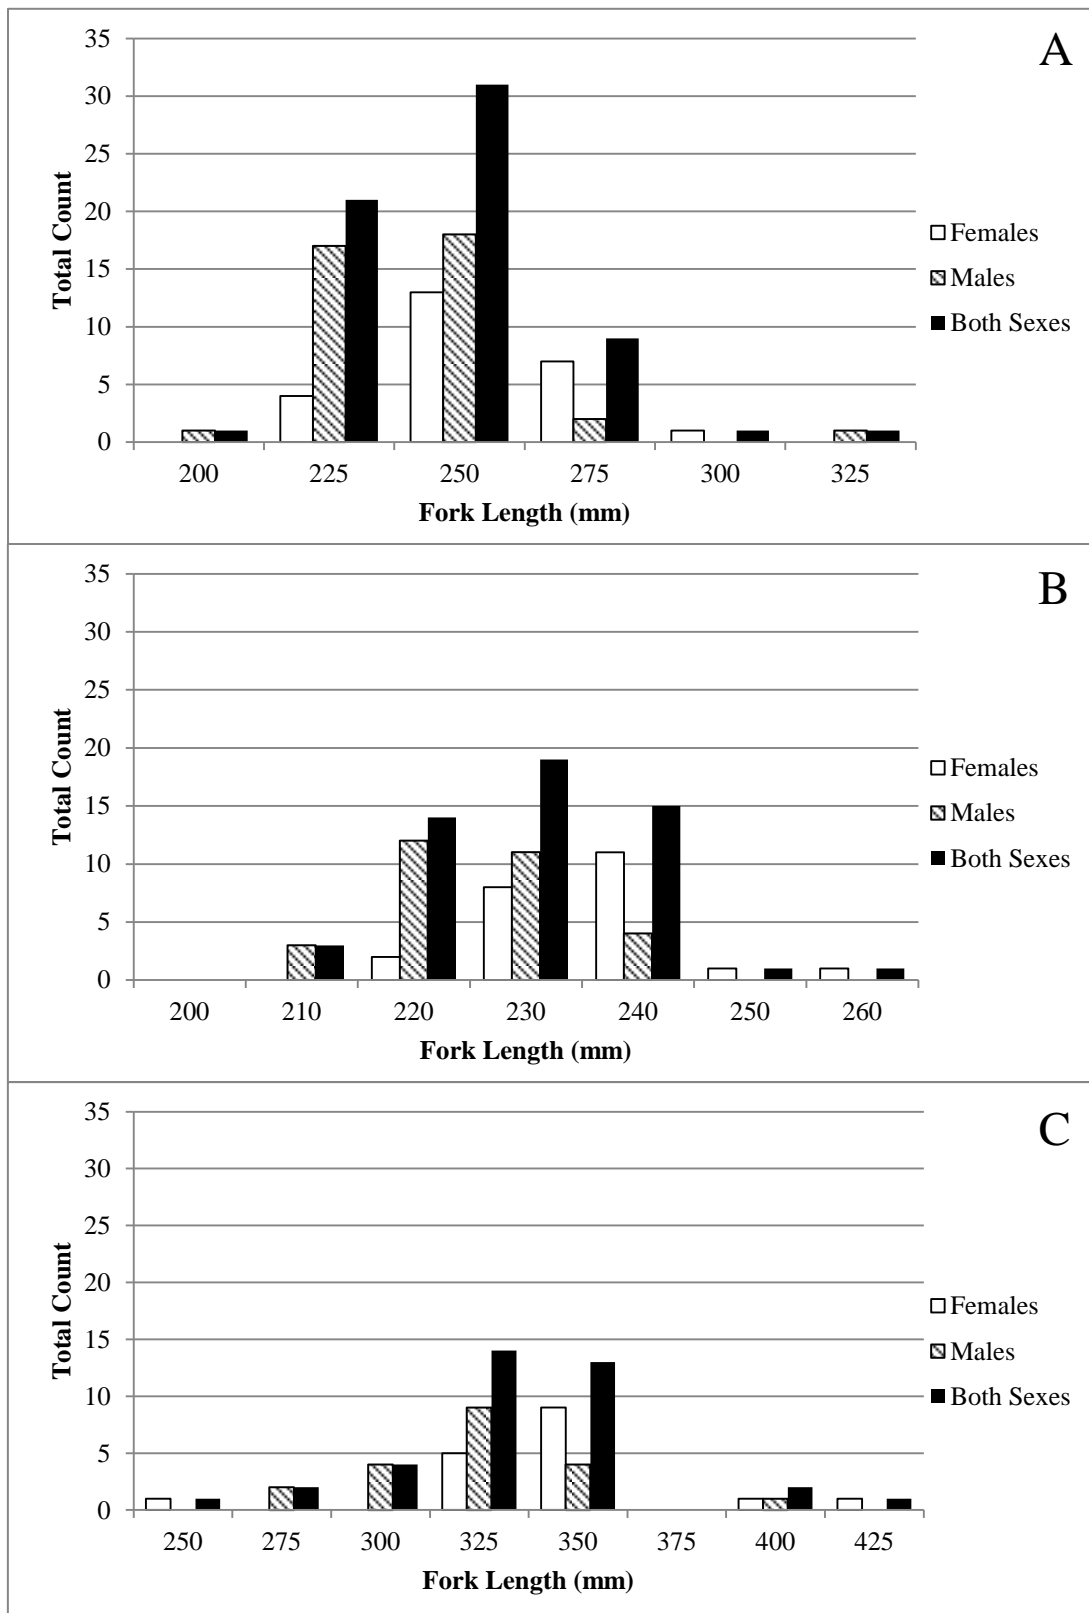 A
35
30
25
20
15
10
5
0
Total Count
200 225 250 275 300 325
Fork Length (mm)
Females
Males
Both Sexes
B
35
30
25
20
15
10
5
0
Total Count
200 210 220 230 240 250 260
Fork Length (mm)
Females
Males
Both Sexes
C
35
30
25
20
15
10
5
0
Total Count
250 275 300 325 350 375 400 425
Fork Length (mm)
Females
Males
Both Sexes